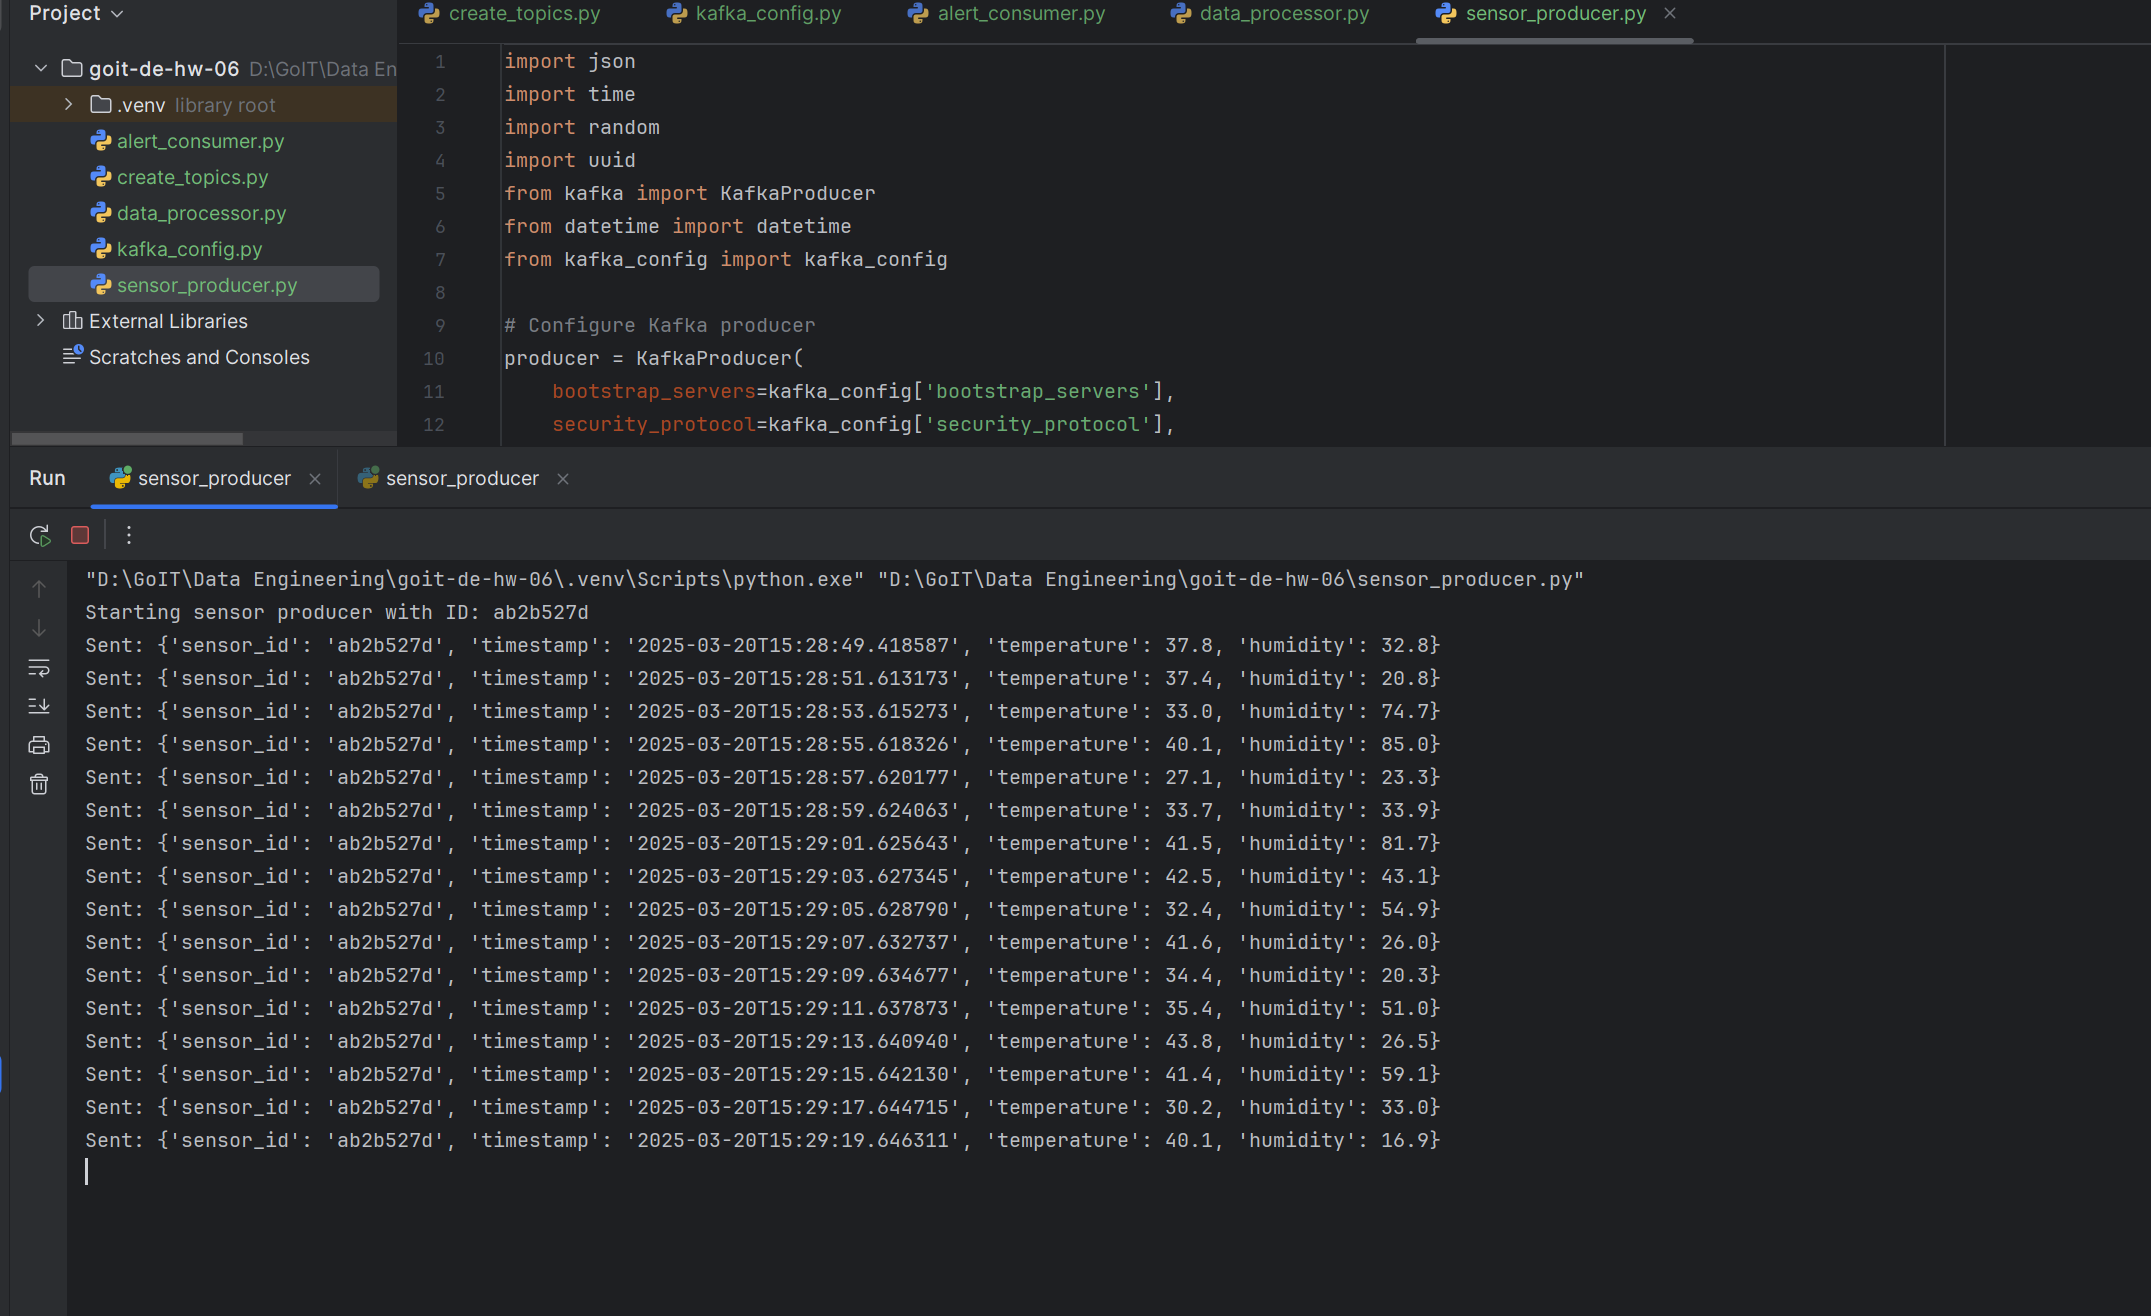 Project
create_topics.py
kafka_config.py
alert_consumer.py
data_processor.py
sensor_producer.py
goit-de-hw-06 D:\GoIT\Data En
.venv library root
alert_consumer.py
create_topics.py
data_processor.py
kafka_config.py
sensor_producer.py
External Libraries
Scratches and Consoles
1 import json
2 import time
3 import random
4 import uuid
5 from kafka import KafkaProducer
6 from datetime import datetime
7 from kafka_config import kafka_config
8
9 # Configure Kafka producer
10 producer = KafkaProducer(
11 bootstrap_servers=kafka_config['bootstrap_servers'],
12 security_protocol=kafka_config['security_protocol'],
Run
sensor_producer
sensor_producer
"D:\GoIT\Data Engineering\goit-de-hw-06\.venv\Scripts\python.exe" "D:\GoIT\Data Engineering\goit-de-hw-06\sensor_producer.py"
Starting sensor producer with ID: ab2b527d
Sent: {'sensor_id': 'ab2b527d', 'timestamp': '2025-03-20T15:28:49.418587', 'temperature': 37.8, 'humidity': 32.8}
Sent: {'sensor_id': 'ab2b527d', 'timestamp': '2025-03-20T15:28:51.613173', 'temperature': 37.4, 'humidity': 20.8}
Sent: {'sensor_id': 'ab2b527d', 'timestamp': '2025-03-20T15:28:53.615273', 'temperature': 33.0, 'humidity': 74.7}
Sent: {'sensor_id': 'ab2b527d', 'timestamp': '2025-03-20T15:28:55.618326', 'temperature': 40.1, 'humidity': 85.0}
Sent: {'sensor_id': 'ab2b527d', 'timestamp': '2025-03-20T15:28:57.620177', 'temperature': 27.1, 'humidity': 23.3}
Sent: {'sensor_id': 'ab2b527d', 'timestamp': '2025-03-20T15:28:59.624063', 'temperature': 33.7, 'humidity': 33.9}
Sent: {'sensor_id': 'ab2b527d', 'timestamp': '2025-03-20T15:29:01.625643', 'temperature': 41.5, 'humidity': 81.7}
Sent: {'sensor_id': 'ab2b527d', 'timestamp': '2025-03-20T15:29:03.627345', 'temperature': 42.5, 'humidity': 43.1}
Sent: {'sensor_id': 'ab2b527d', 'timestamp': '2025-03-20T15:29:05.628790', 'temperature': 32.4, 'humidity': 54.9}
Sent: {'sensor_id': 'ab2b527d', 'timestamp': '2025-03-20T15:29:07.632737', 'temperature': 41.6, 'humidity': 26.0}
Sent: {'sensor_id': 'ab2b527d', 'timestamp': '2025-03-20T15:29:09.634677', 'temperature': 34.4, 'humidity': 20.3}
Sent: {'sensor_id': 'ab2b527d', 'timestamp': '2025-03-20T15:29:11.637873', 'temperature': 35.4, 'humidity': 51.0}
Sent: {'sensor_id': 'ab2b527d', 'timestamp': '2025-03-20T15:29:13.640940', 'temperature': 43.8, 'humidity': 26.5}
Sent: {'sensor_id': 'ab2b527d', 'timestamp': '2025-03-20T15:29:15.642130', 'temperature': 41.4, 'humidity': 59.1}
Sent: {'sensor_id': 'ab2b527d', 'timestamp': '2025-03-20T15:29:17.644715', 'temperature': 30.2, 'humidity': 33.0}
Sent: {'sensor_id': 'ab2b527d', 'timestamp': '2025-03-20T15:29:19.646311', 'temperature': 40.1, 'humidity': 16.9}